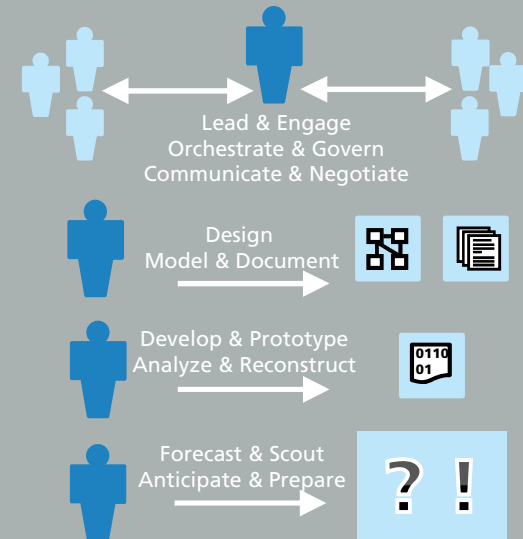 Lead & Engage
Orchestrate & Govern
Communicate & Negotiate
Design
Model & Document
Develop & Prototype
Analyze & Reconstruct
0110
01
Forecast & Scout
Anticipate & Prepare
? !